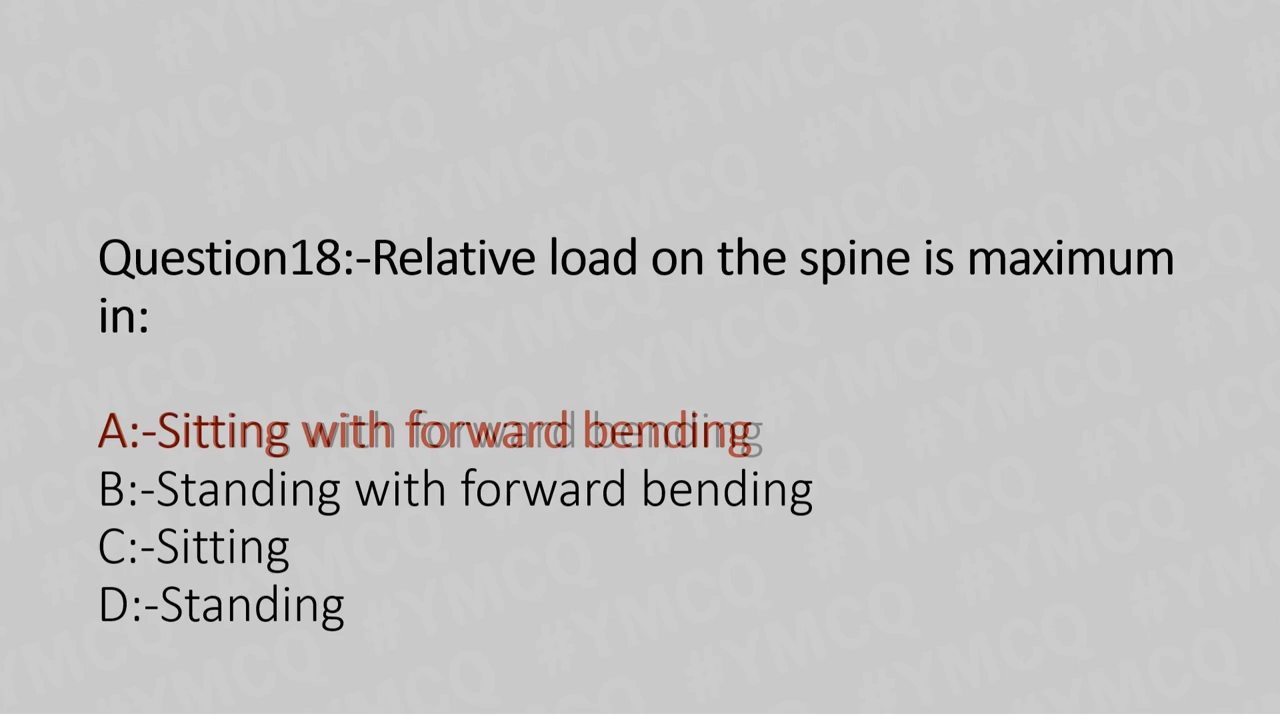 Question18:-Relative load on the spine is maximum
in:
A:-Sitting with forward bending
B:-Standing with forward bending
C:-Sitting
D:-Standing
#YMCQ